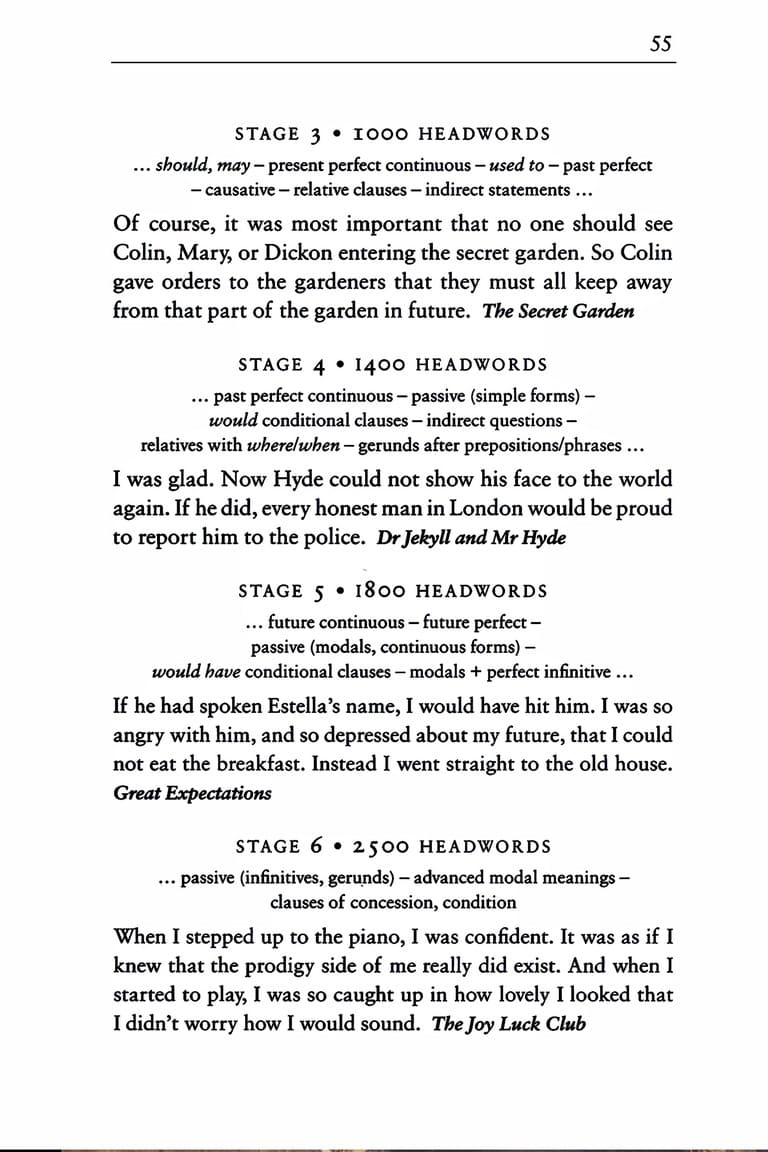 55
STAGE 3 • 1000 HEADWORDS
... should, may – present perfect continuous – used to – past perfect
– causative – relative clauses – indirect statements ...
Of course, it was most important that no one should see
Colin, Mary, or Dickon entering the secret garden. So Colin
gave orders to the gardeners that they must all keep away
from that part of the garden in future. The Secret Garden
STAGE 4 • 1400 HEADWORDS
... past perfect continuous – passive (simple forms) –
would conditional clauses – indirect questions –
relatives with where/when – gerunds after prepositions/phrases ...
I was glad. Now Hyde could not show his face to the world
again. If he did, every honest man in London would be proud
to report him to the police. Dr Jekyll and Mr Hyde
STAGE 5 • 1800 HEADWORDS
... future continuous – future perfect –
passive (modals, continuous forms) –
would have conditional clauses – modals + perfect infinitive ...
If he had spoken Estella's name, I would have hit him. I was so
angry with him, and so depressed about my future, that I could
not eat the breakfast. Instead I went straight to the old house.
Great Expectations
STAGE 6 • 2500 HEADWORDS
... passive (infinitives, gerunds) – advanced modal meanings –
clauses of concession, condition
When I stepped up to the piano, I was confident. It was as if I
knew that the prodigy side of me really did exist. And when I
started to play, I was so caught up in how lovely I looked that
I didn't worry how I would sound. The Joy Luck Club